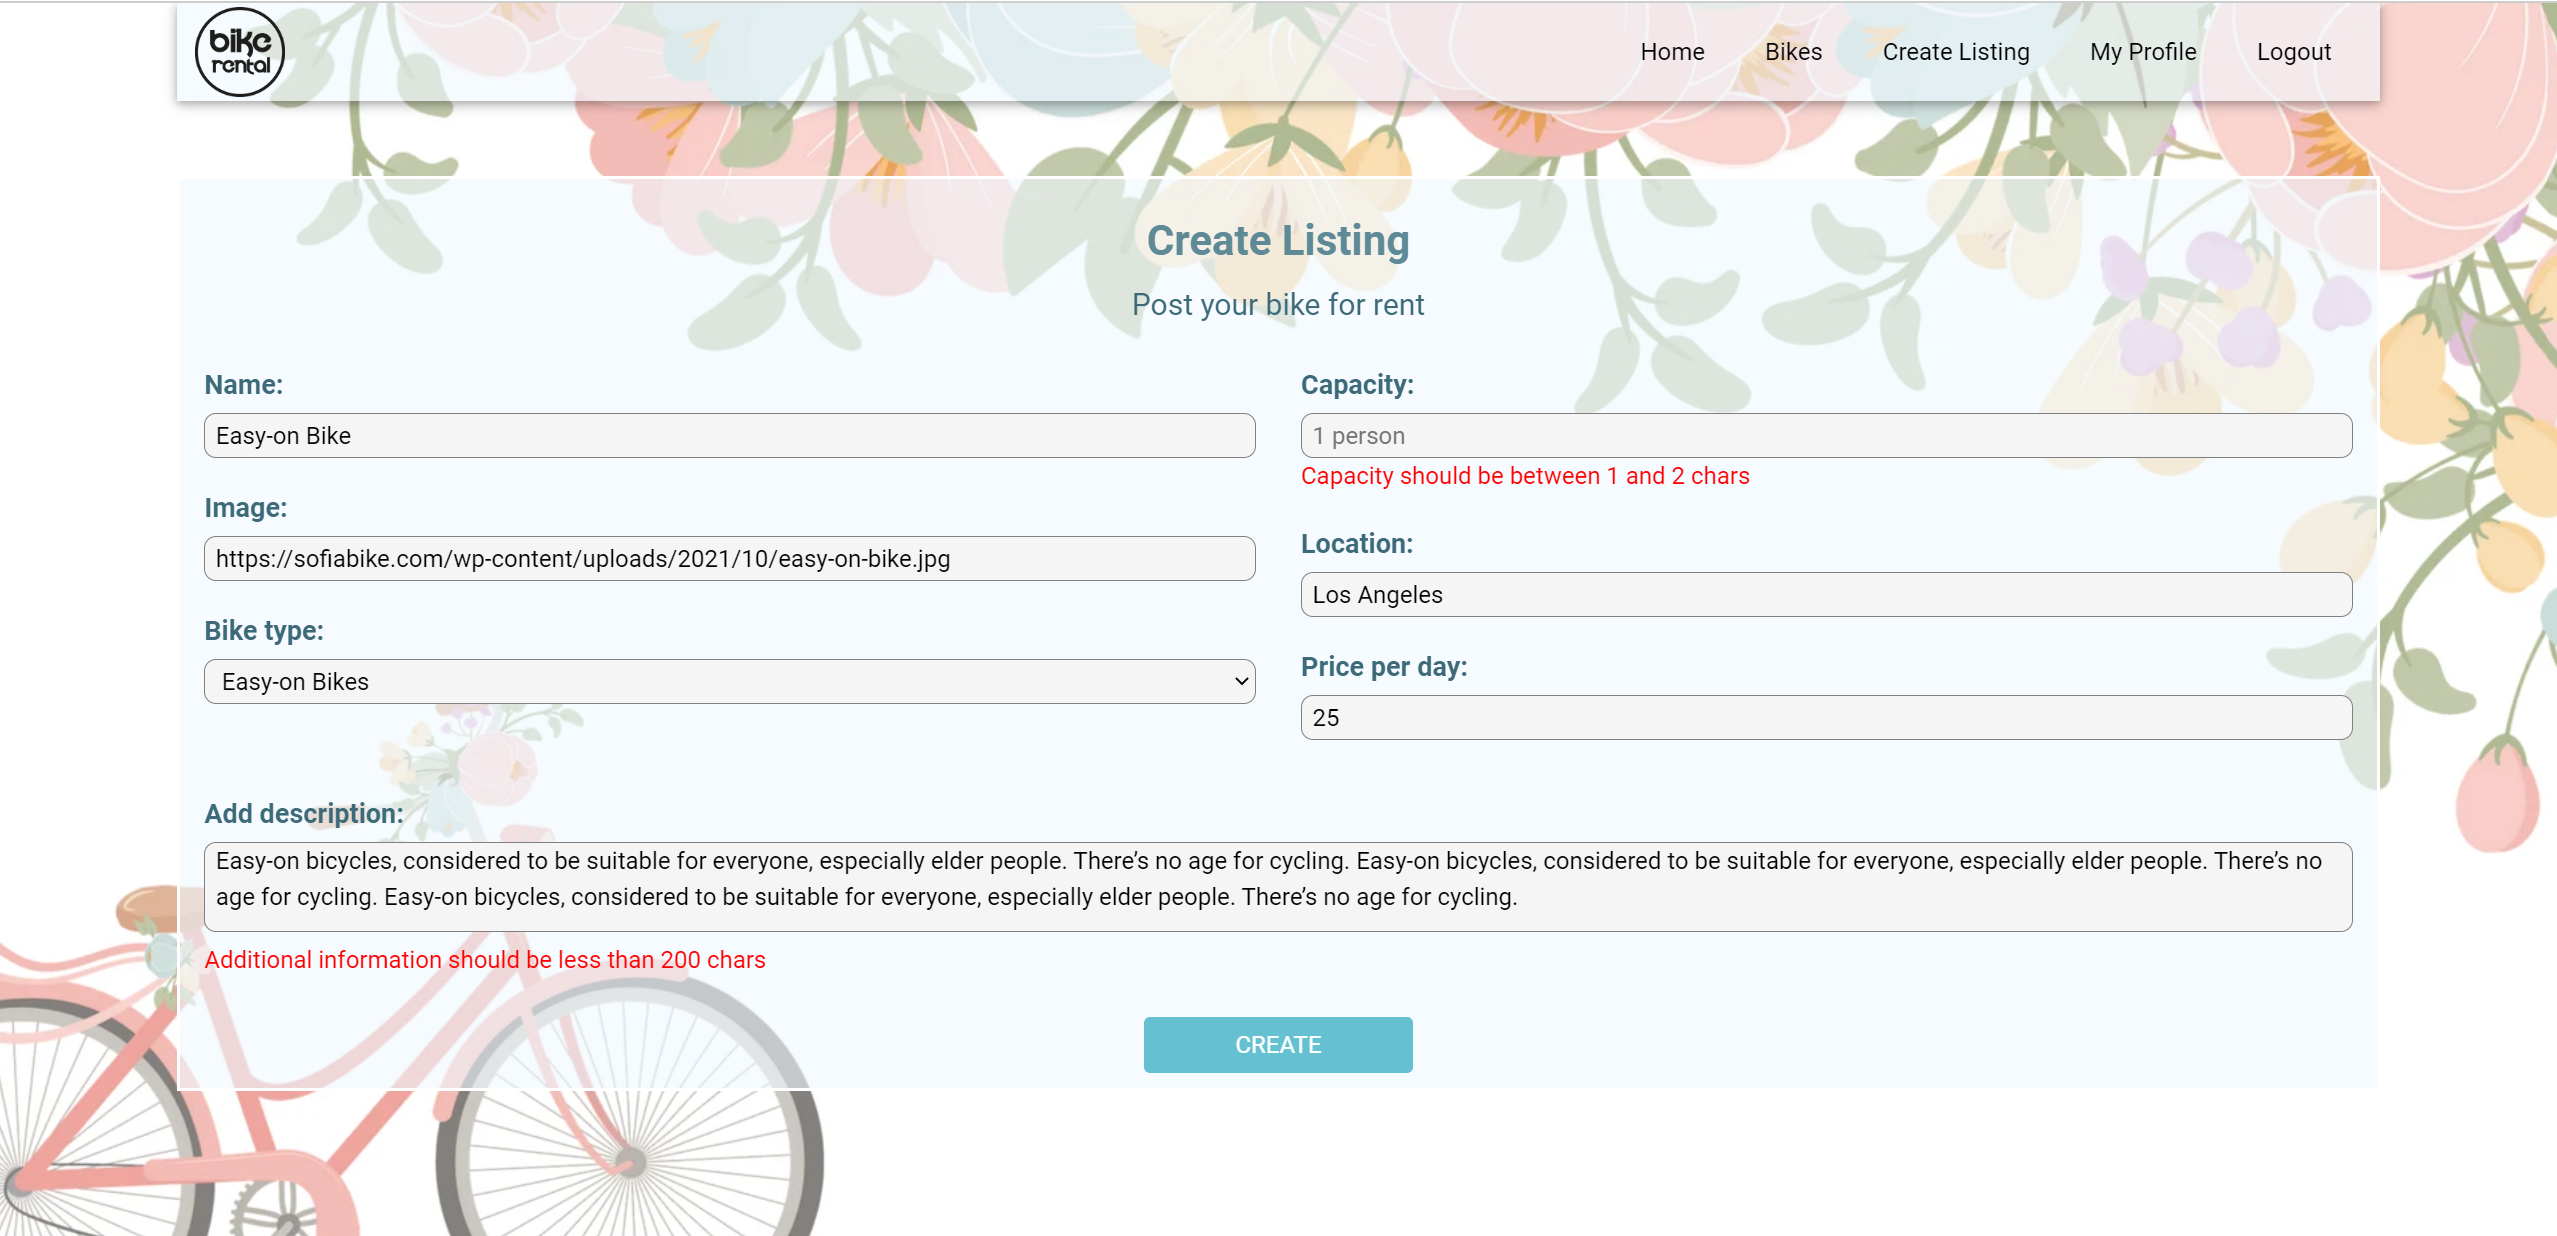 bike
rental
Home Bikes Create Listing My Profile Logout
Create Listing
Post your bike for rent
Name:
Easy-on Bike
Image:
https://sofiabike.com/wp-content/uploads/2021/10/easy-on-bike.jpg
Bike type:
Easy-on Bikes
Capacity:
1 person
Capacity should be between 1 and 2 chars
Location:
Los Angeles
Price per day:
25
Add description:
Easy-on bicycles, considered to be suitable for everyone, especially elder people. There’s no age for cycling. Easy-on bicycles, considered to be suitable for everyone, especially elder people. There’s no
age for cycling. Easy-on bicycles, considered to be suitable for everyone, especially elder people. There’s no age for cycling.
Additional information should be less than 200 chars
CREATE